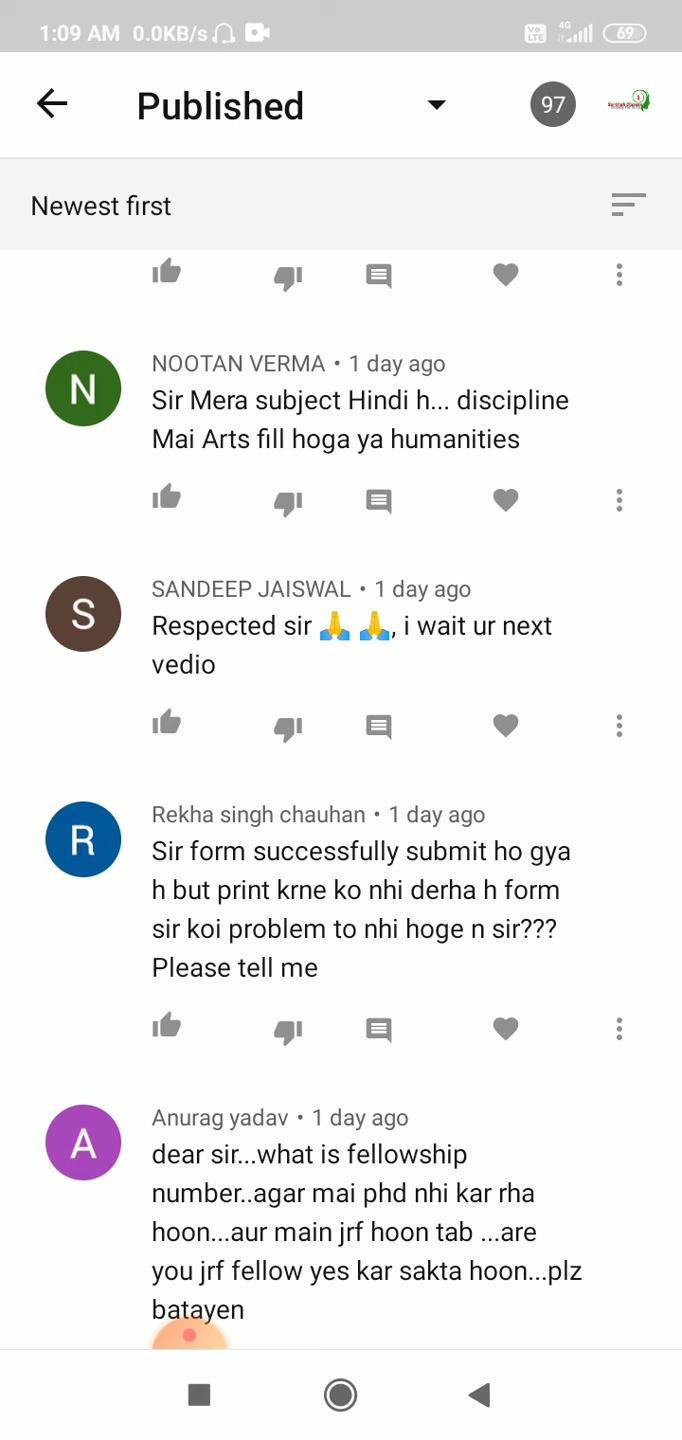 1:09 AM 0.0KB/s
Vo LTE 4G 69
Published 97
Newest first
NOOTAN VERMA • 1 day ago
Sir Mera subject Hindi h... discipline
Mai Arts fill hoga ya humanities
SANDEEP JAISWAL • 1 day ago
Respected sir 🙏 🙏, i wait ur next
vedio
Rekha singh chauhan • 1 day ago
Sir form successfully submit ho gya
h but print krne ko nhi derha h form
sir koi problem to nhi hoge n sir???
Please tell me
Anurag yadav • 1 day ago
dear sir...what is fellowship
number..agar mai phd nhi kar rha
hoon...aur main jrf hoon tab ...are
you jrf fellow yes kar sakta hoon...plz
batayen
N
S
R
A